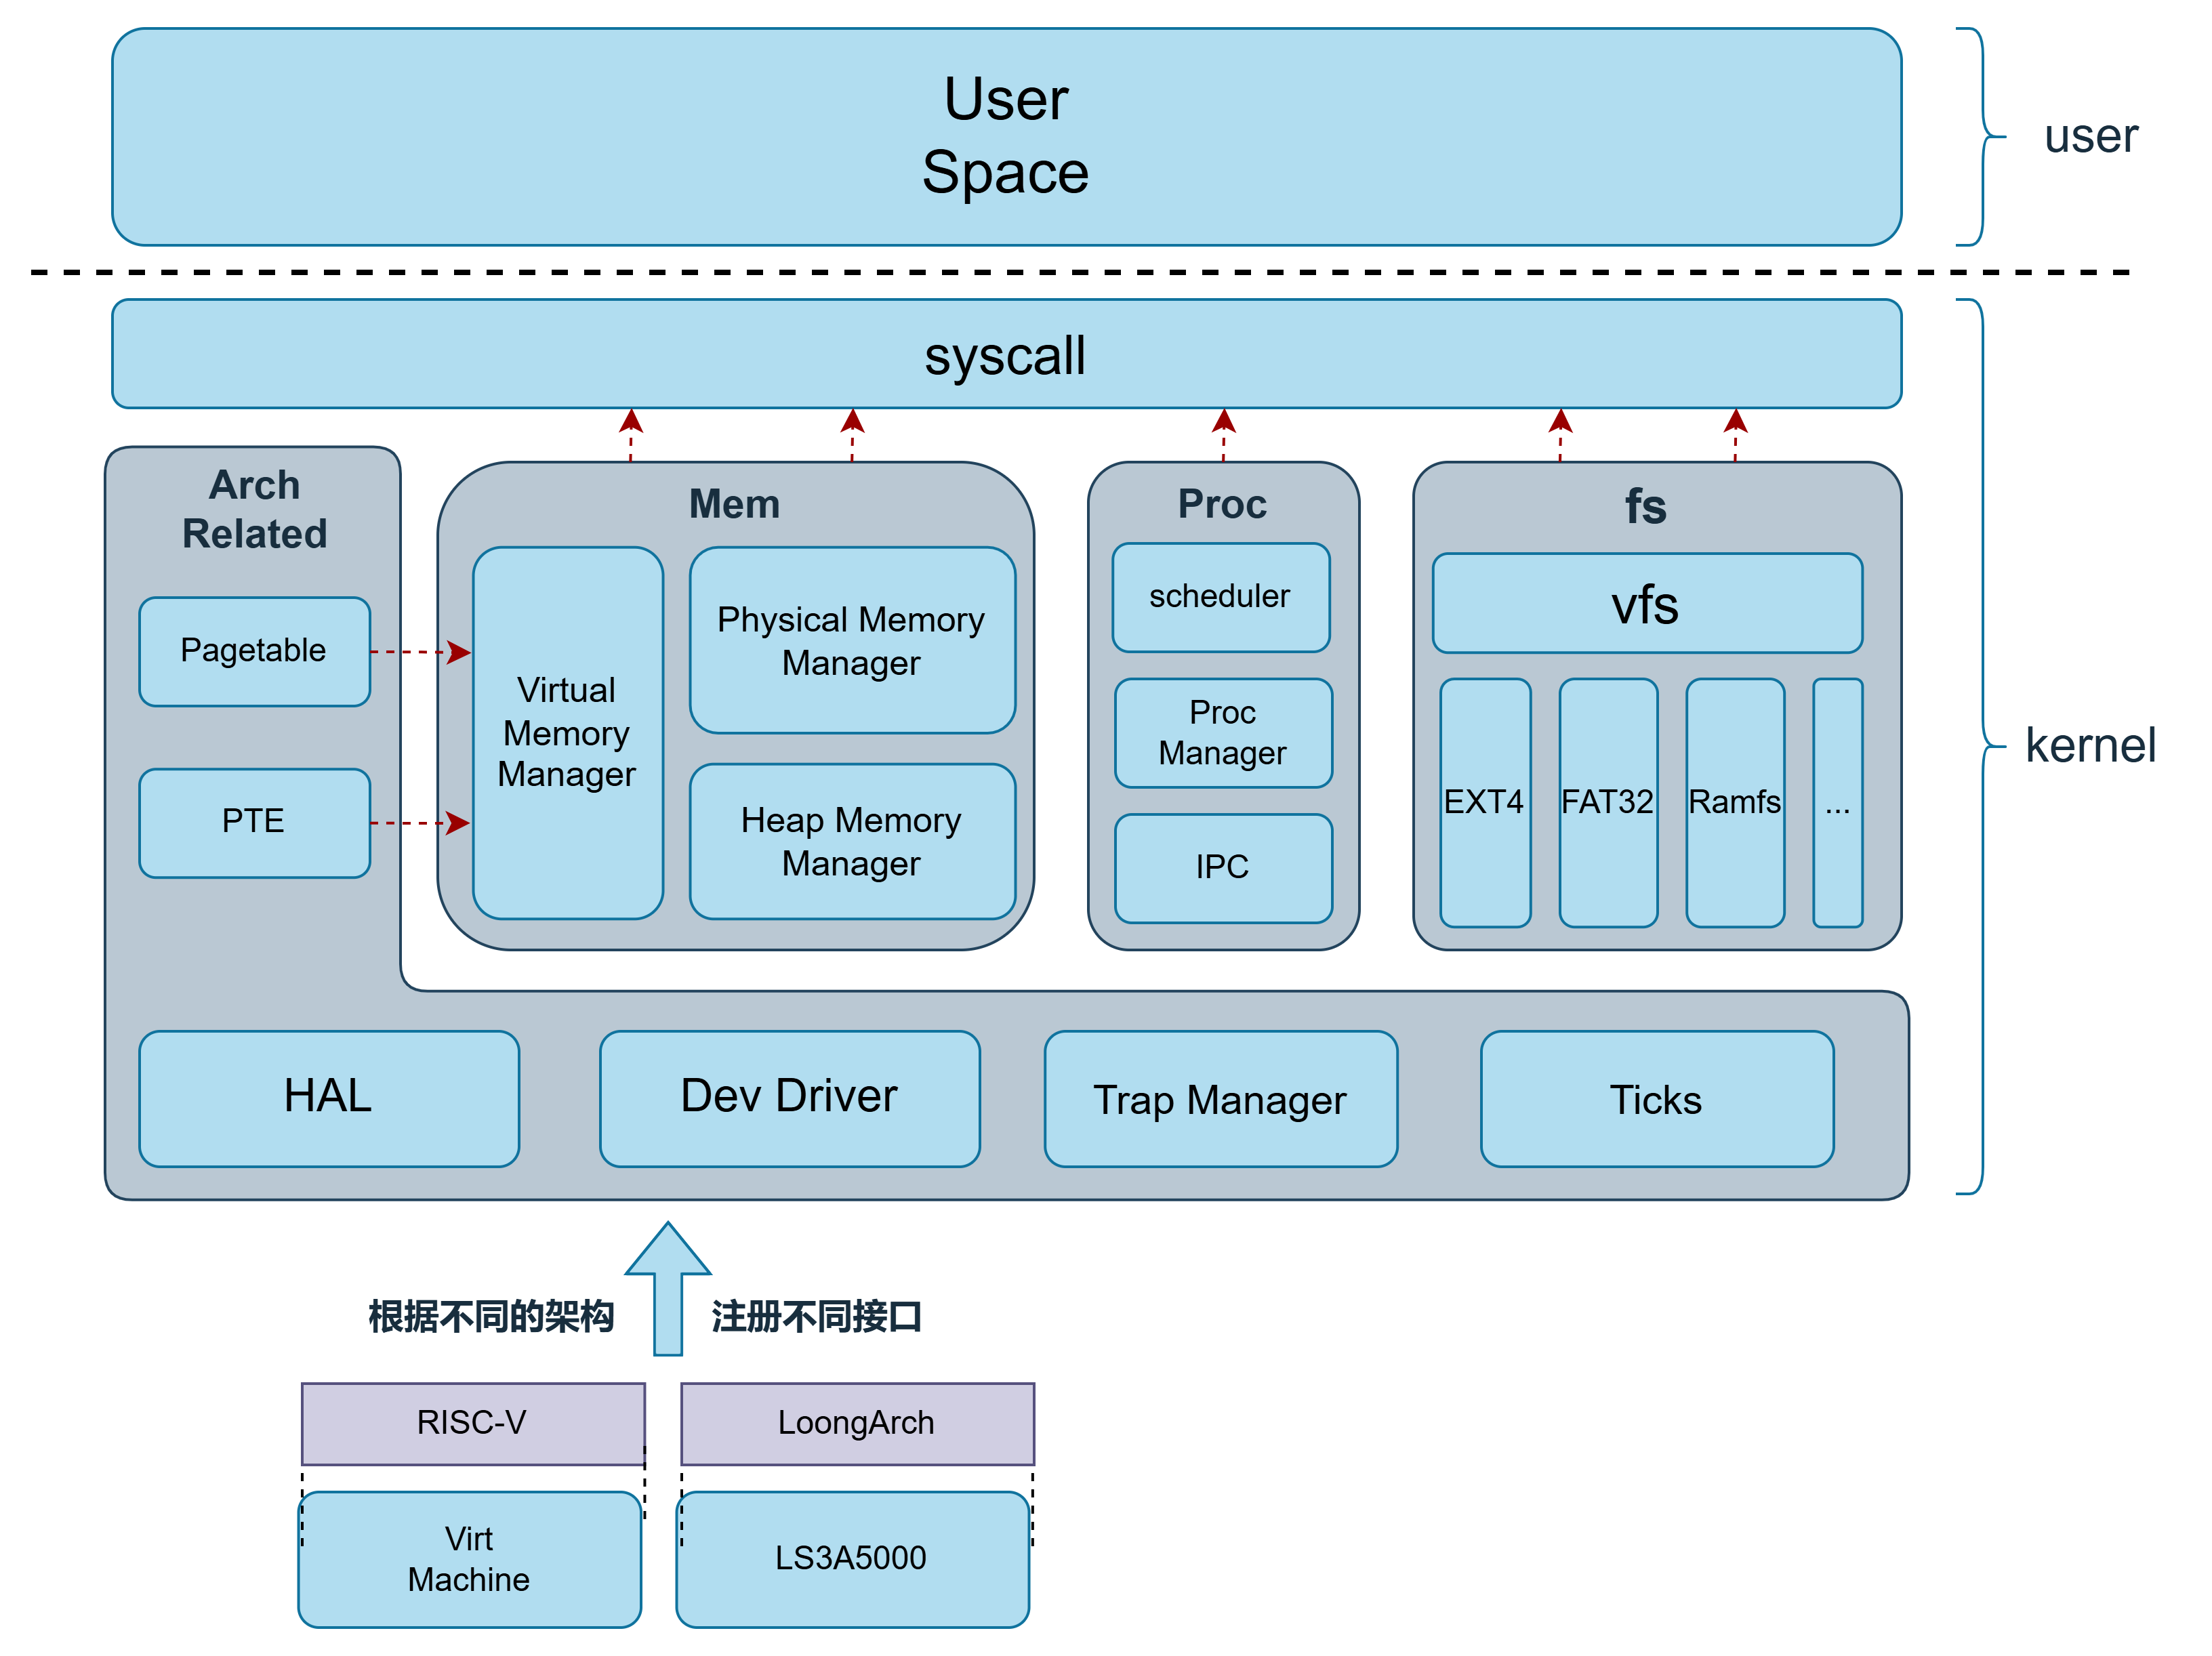 User
Space
user
syscall
Arch
Related
Pagetable
PTE
Mem
Virtual
Memory
Manager
Physical Memory
Manager
Heap Memory
Manager
Proc
scheduler
Proc
Manager
IPC
fs
vfs
EXT4
FAT32
Ramfs
...
kernel
HAL
Dev Driver
Trap Manager
Ticks
根据不同的架构
注册不同接口
RISC-V
LoongArch
Virt
Machine
LS3A5000